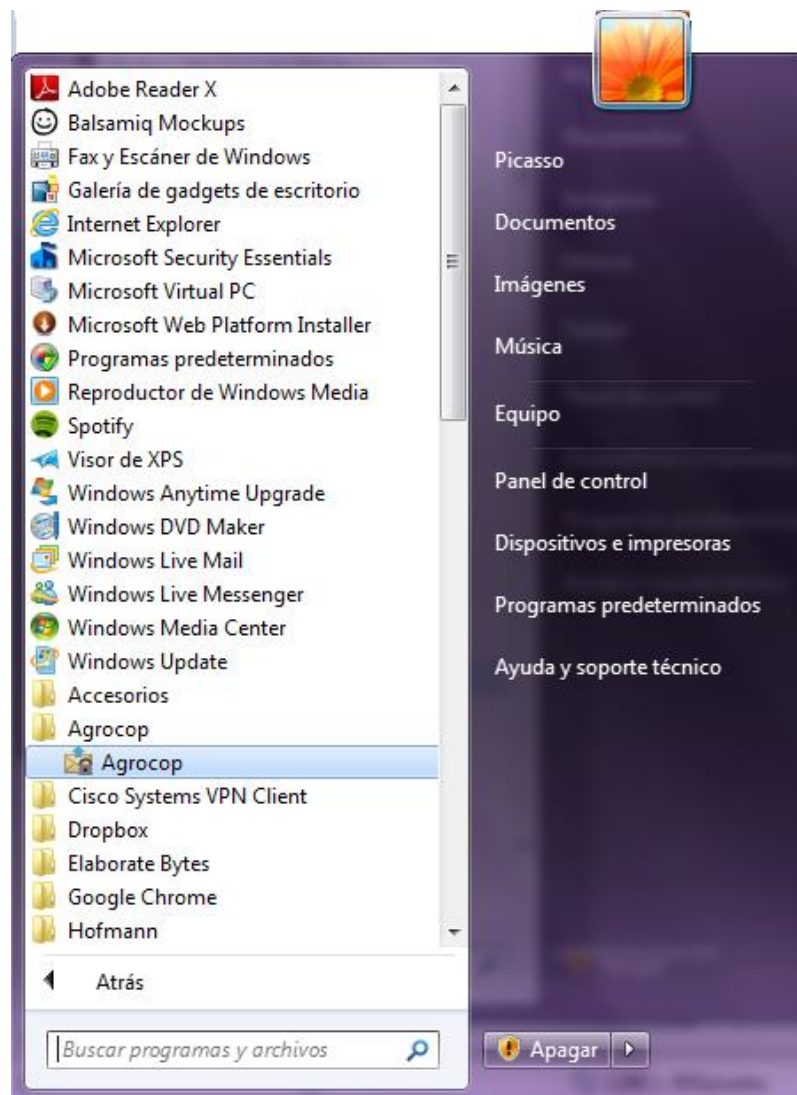 Adobe Reader X
Balsamiq Mockups
Fax y Escáner de Windows
Galería de gadgets de escritorio
Internet Explorer
Microsoft Security Essentials
Microsoft Virtual PC
Microsoft Web Platform Installer
Programas predeterminados
Reproductor de Windows Media
Spotify
Visor de XPS
Windows Anytime Upgrade
Windows DVD Maker
Windows Live Mail
Windows Live Messenger
Windows Media Center
Windows Update
Accesorios
Agrocop
Agrocop
Cisco Systems VPN Client
Dropbox
Elaborate Bytes
Google Chrome
Hofmann
Atrás
Buscar programas y archivos
Picasso
Documentos
Imágenes
Música
Equipo
Panel de control
Dispositivos e impresoras
Programas predeterminados
Ayuda y soporte técnico
Apagar